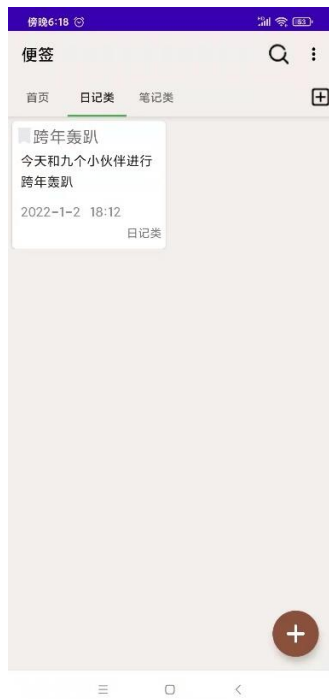 傍晚6:18
63
便签
首页 日记类 笔记类
跨年轰趴
今天和九个小伙伴进行
跨年轰趴
2022-1-2 18:12
日记类